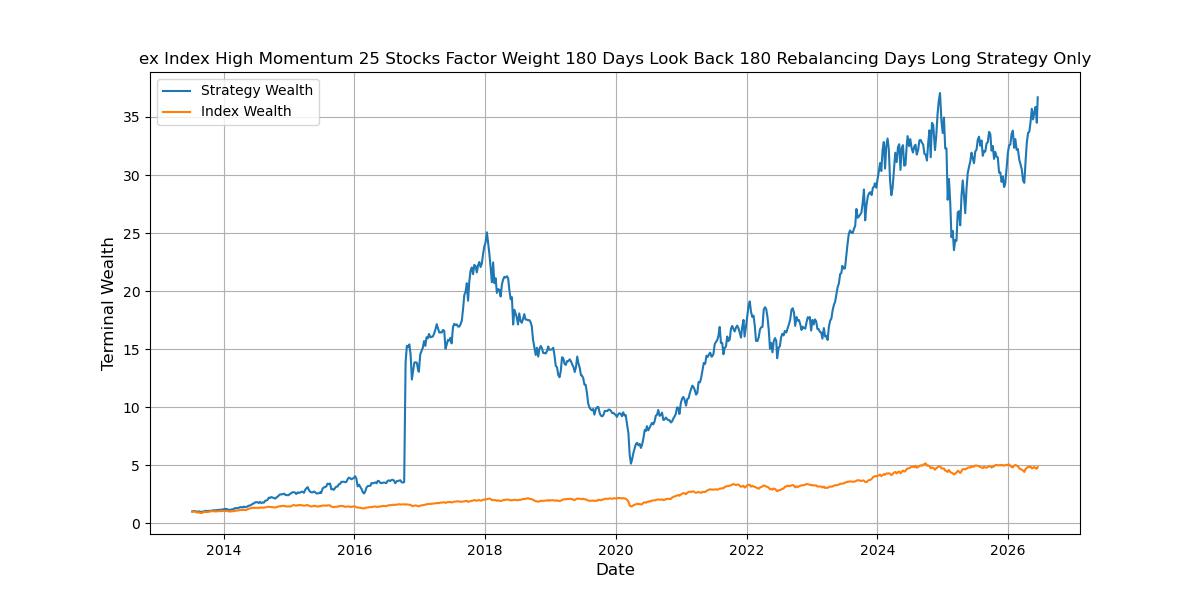 ex Index High Momentum 25 Stocks Factor Weight 180 Days Look Back 180 Rebalancing Days Long Strategy Only
Strategy Wealth
Index Wealth
Terminal Wealth
35
30
25
20
15
10
5
0
2014 2016 2018 2020 2022 2024 2026
Date